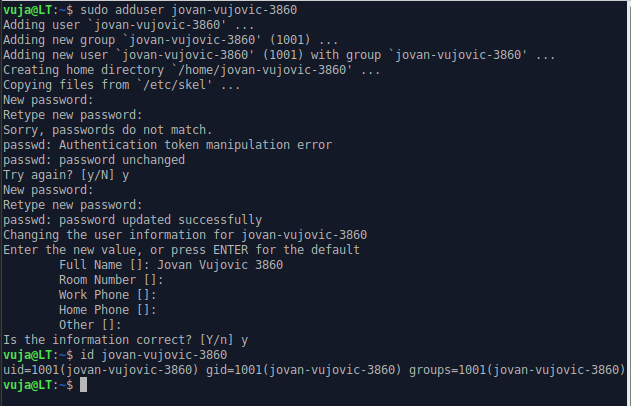 vuja@LT:~$ sudo adduser jovan-vujovic-3860
Adding user `jovan-vujovic-3860' ...
Adding new group `jovan-vujovic-3860' (1001) ...
Adding new user `jovan-vujovic-3860' (1001) with group `jovan-vujovic-3860' ...
Creating home directory `/home/jovan-vujovic-3860' ...
Copying files from `/etc/skel' ...
New password:
Retype new password:
Sorry, passwords do not match.
passwd: Authentication token manipulation error
passwd: password unchanged
Try again? [y/N] y
New password:
Retype new password:
passwd: password updated successfully
Changing the user information for jovan-vujovic-3860
Enter the new value, or press ENTER for the default
        Full Name []: Jovan Vujovic 3860
        Room Number []:
        Work Phone []:
        Home Phone []:
        Other []:
Is the information correct? [Y/n] y
vuja@LT:~$ id jovan-vujovic-3860
uid=1001(jovan-vujovic-3860) gid=1001(jovan-vujovic-3860) groups=1001(jovan-vujovic-3860)
vuja@LT:~$